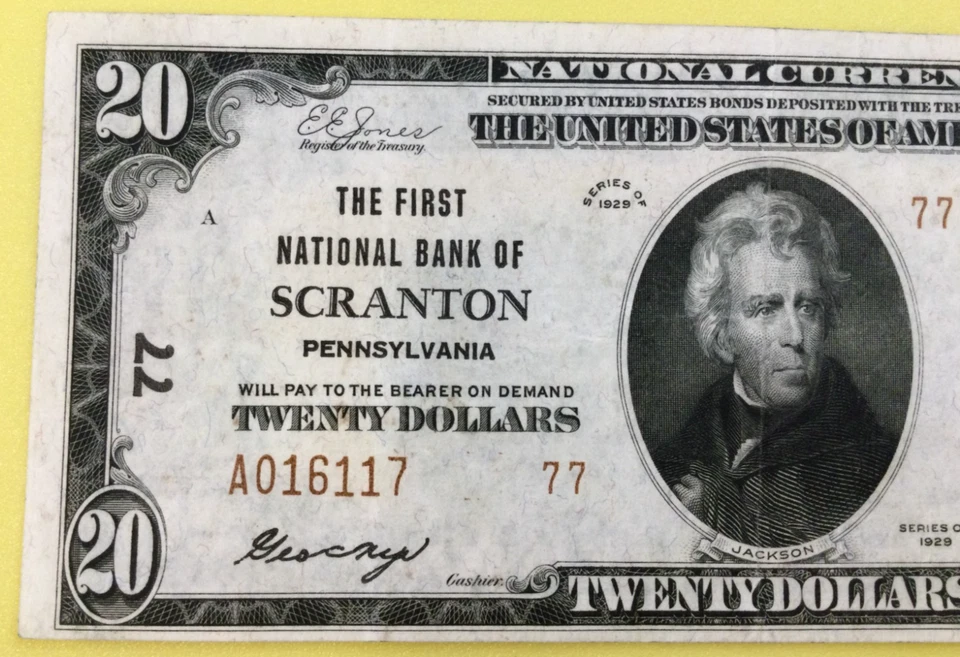 20
NATIONAL CURREN
SECURED BY UNITED STATES BONDS DEPOSITED WITH THE TRE
THE UNITED STATES OF AME
E.E. Jones
Register of the Treasury.
SERIES OF
1929
A
77
THE FIRST
NATIONAL BANK OF
SCRANTON
PENNSYLVANIA
77
WILL PAY TO THE BEARER ON DEMAND
TWENTY DOLLARS
A016117
77
SERIES O
1929
JACKSON
Cashier.
20
TWENTY DOLLARS